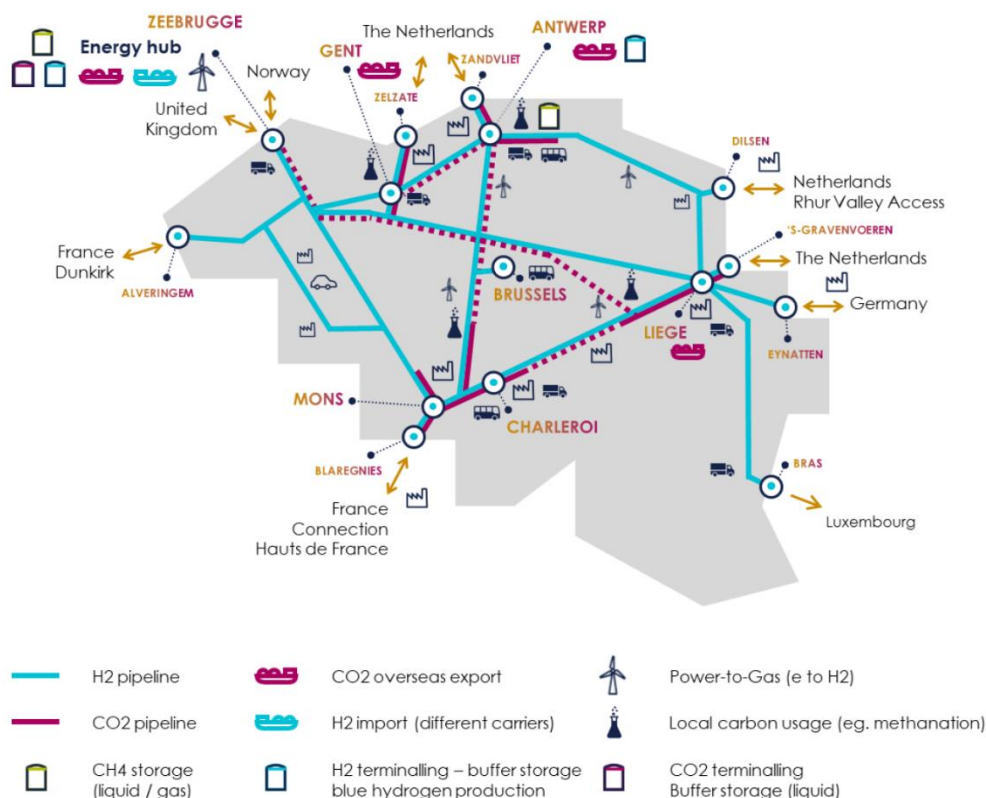 ZEEBRUGGE
Energy hub
Norway
United
Kingdom
The Netherlands
GENT
ZELZATE
ZANDVLIET
ANTWERP
DILSEN
Netherlands
Rhur Valley Access
'S-GRAVENVOEREN
The Netherlands
Germany
France
Dunkirk
ALVERINGEM
BRUSSELS
LIEGE
EYNATTEN
MONS
CHARLEROI
BLAREGNIES
BRAS
France
Connection
Hauts de France
Luxembourg
H2 pipeline
CO2 overseas export
Power-to-Gas (e to H2)
CO2 pipeline
H2 import (different carriers)
Local carbon usage (eg. methanation)
CH4 storage
(liquid / gas)
H2 terminalling – buffer storage
blue hydrogen production
CO2 terminalling
Buffer storage (liquid)